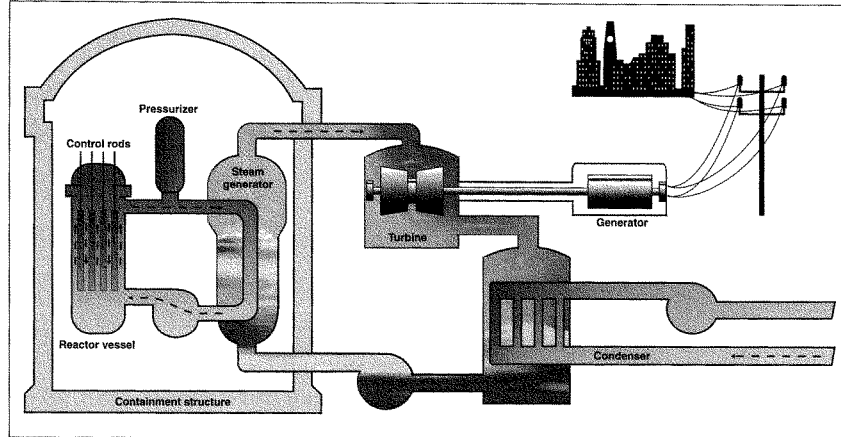 Pressurizer
Control rods
Steam
generator
Turbine
Generator
Reactor vessel
Condenser
Containment structure